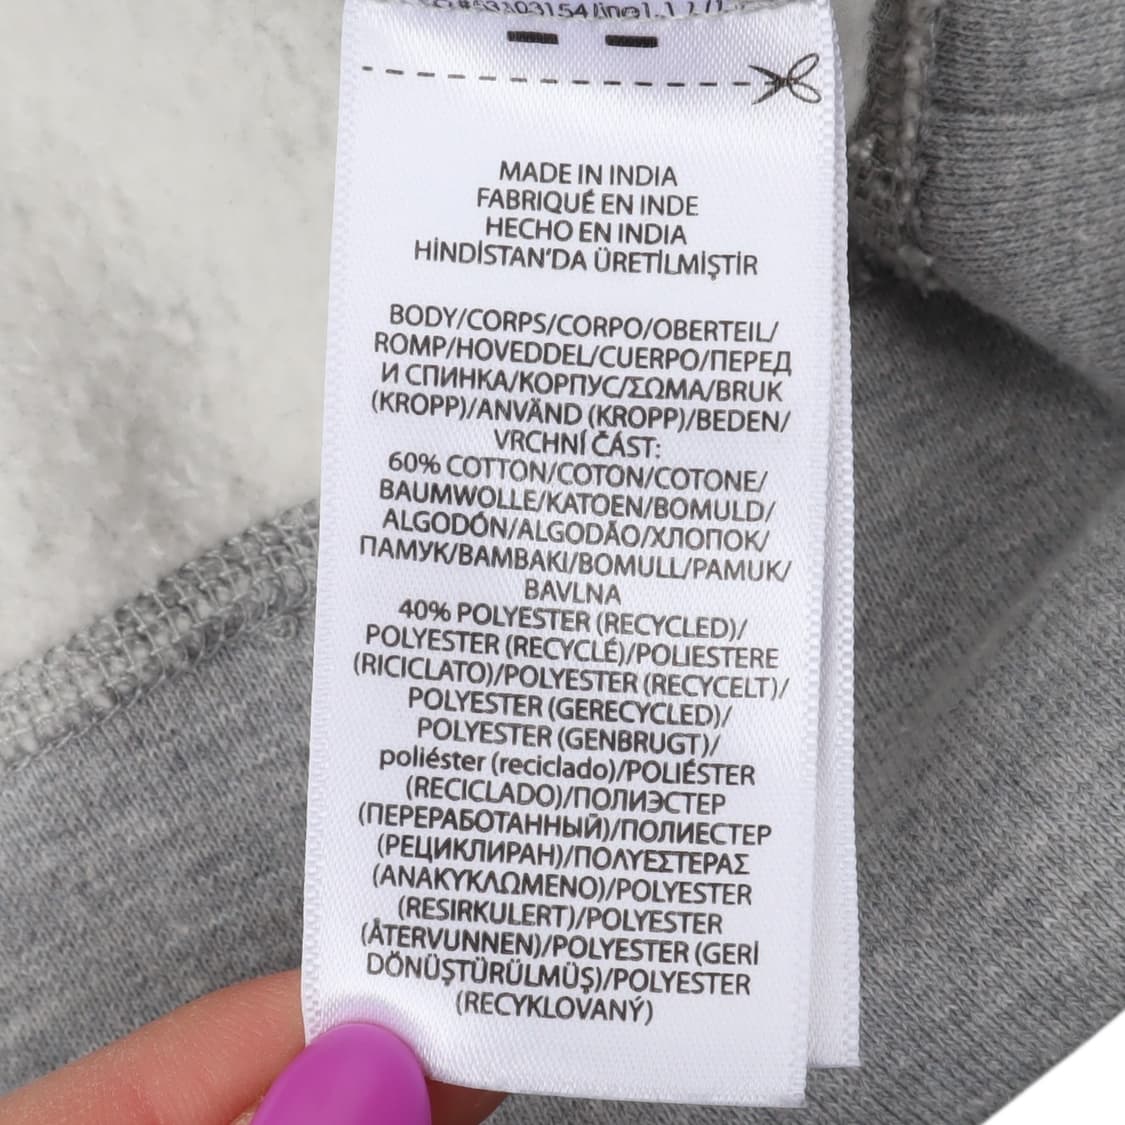 MADE IN INDIA
FABRIQUÉ EN INDE
HECHO EN INDIA
HİNDİSTAN'DA ÜRETİLMİŞTİR
BODY/CORPS/CORPO/OBERTEIL/
ROMP/HOVEDDEL/CUERPO/ПЕРЕД
И СПИНКА/КОРПУС/ΣΩΜΑ/BRUK
(KROPP)/ANVÄND (KROPP)/BEDEN/
VRCHNÍ ČÁST:
60% COTTON/COTON/COTONE/
BAUMWOLLE/KATOEN/BOMULD/
ALGODÓN/ALGODÃO/ХЛОПОК/
ПАМУК/ΒΑΜΒΑΚΙ/BOMULL/PAMUK/
BAVLNA
40% POLYESTER (RECYCLED)/
POLYESTER (RECYCLÉ)/POLIESTERE
(RICICLATO)/POLYESTER (RECYCELT)/
POLYESTER (GERECYCLED)/
POLYESTER (GENBRUGT)/
poliéster (reciclado)/POLIÉSTER
(RECICLADO)/ПОЛИЭСТЕР
(ПЕРЕРАБОТАННЫЙ)/ПОЛИЕСТЕР
(РЕЦИКЛИРАН)/ΠΟΛΥΕΣΤΕΡΑΣ
(ΑΝΑΚΥΚΛΩΜΕΝΟ)/POLYESTER
(RESIRKULERT)/POLYESTER
(ÅTERVUNNEN)/POLYESTER (GERİ
DÖNÜŞTÜRÜLMÜŞ)/POLYESTER
(RECYKLOVANÝ)